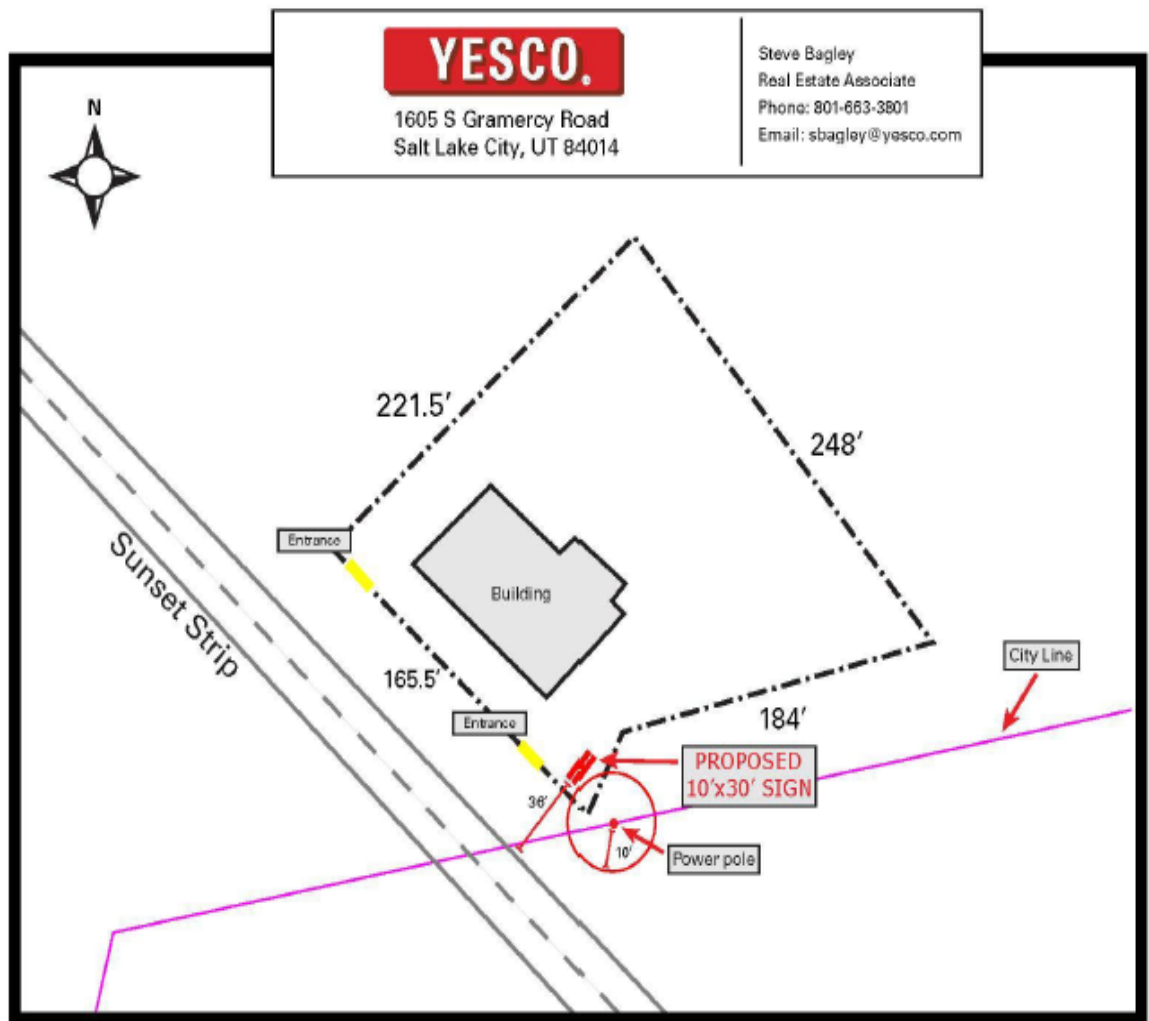 YESCO.
1605 S Gramercy Road
Salt Lake City, UT 84014
Steve Bagley
Real Estate Associate
Phone: 801-663-3801
Email: sbagley@yesco.com
N
221.5'
248'
Entrance
Building
Sunset Strip
165.5'
City Line
Entrance
184'
PROPOSED
10'x30' SIGN
36'
10'
Power pole